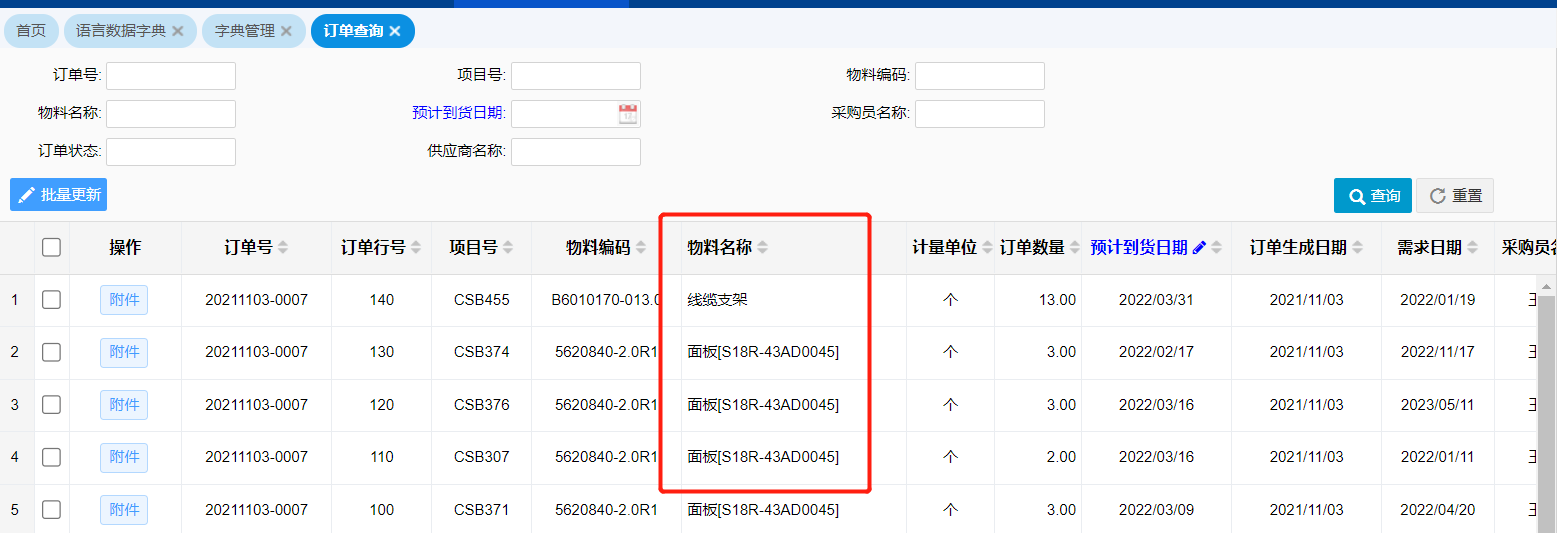 首页 语言数据字典 字典管理 订单查询
订单号: 项目号: 物料编码:
物料名称: 预计到货日期: 采购员名称:
订单状态: 供应商名称:
批量更新 查询 重置
操作 订单号 订单行号 项目号 物料编码 物料名称 计量单位 订单数量 预计到货日期 订单生成日期 需求日期 采购员
1 附件 20211103-0007 140 CSB455 B6010170-013.0 线缆支架 个 13.00 2022/03/31 2021/11/03 2022/01/19
2 附件 20211103-0007 130 CSB374 5620840-2.0R1 面板[S18R-43AD0045] 个 3.00 2022/02/17 2021/11/03 2022/11/17
3 附件 20211103-0007 120 CSB376 5620840-2.0R1 面板[S18R-43AD0045] 个 3.00 2022/03/16 2021/11/03 2023/05/11
4 附件 20211103-0007 110 CSB307 5620840-2.0R1 面板[S18R-43AD0045] 个 2.00 2022/03/16 2021/11/03 2022/01/11
5 附件 20211103-0007 100 CSB371 5620840-2.0R1 面板[S18R-43AD0045] 个 3.00 2022/03/09 2021/11/03 2022/04/20